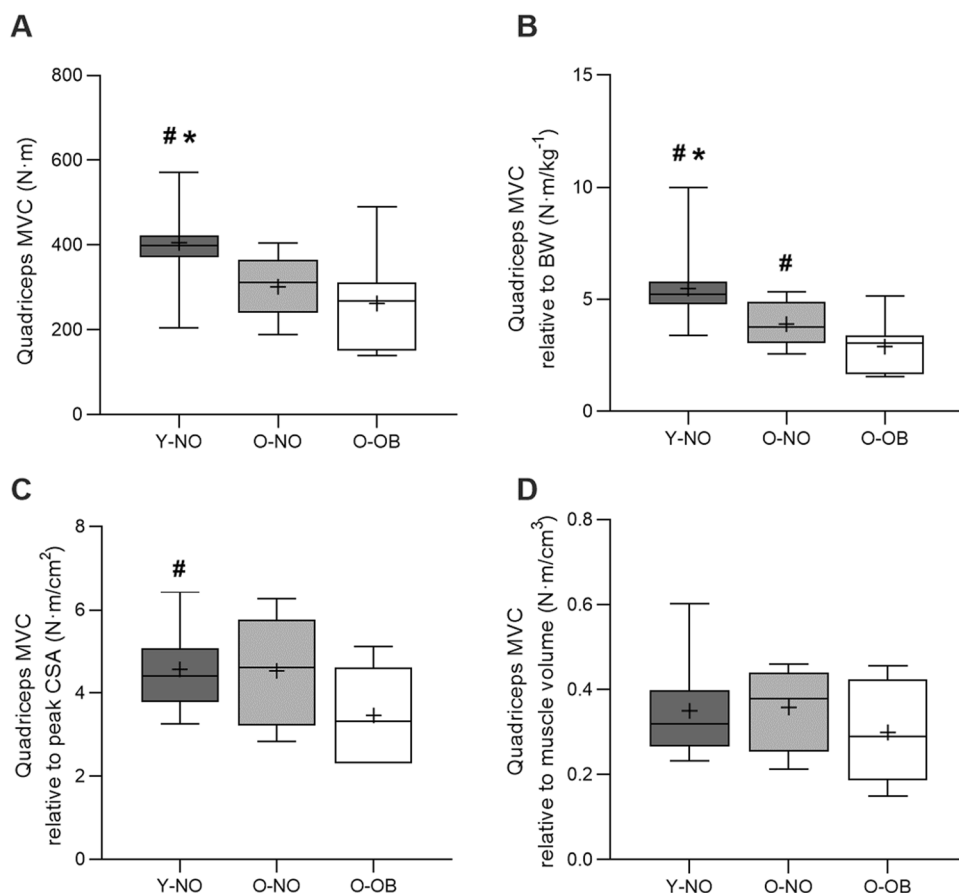 A
Quadriceps MVC (N·m)
800
600
400
200
0
# *
Y-NO O-NO O-OB
B
Quadriceps MVC
relative to BW (N·m/kg⁻¹)
15
10
5
0
# *
#
Y-NO O-NO O-OB
C
Quadriceps MVC
relative to peak CSA (N·m/cm²)
8
6
4
2
0
#
Y-NO O-NO O-OB
D
Quadriceps MVC
relative to muscle volume (N·m/cm³)
0.8
0.6
0.4
0.2
0.0
Y-NO O-NO O-OB